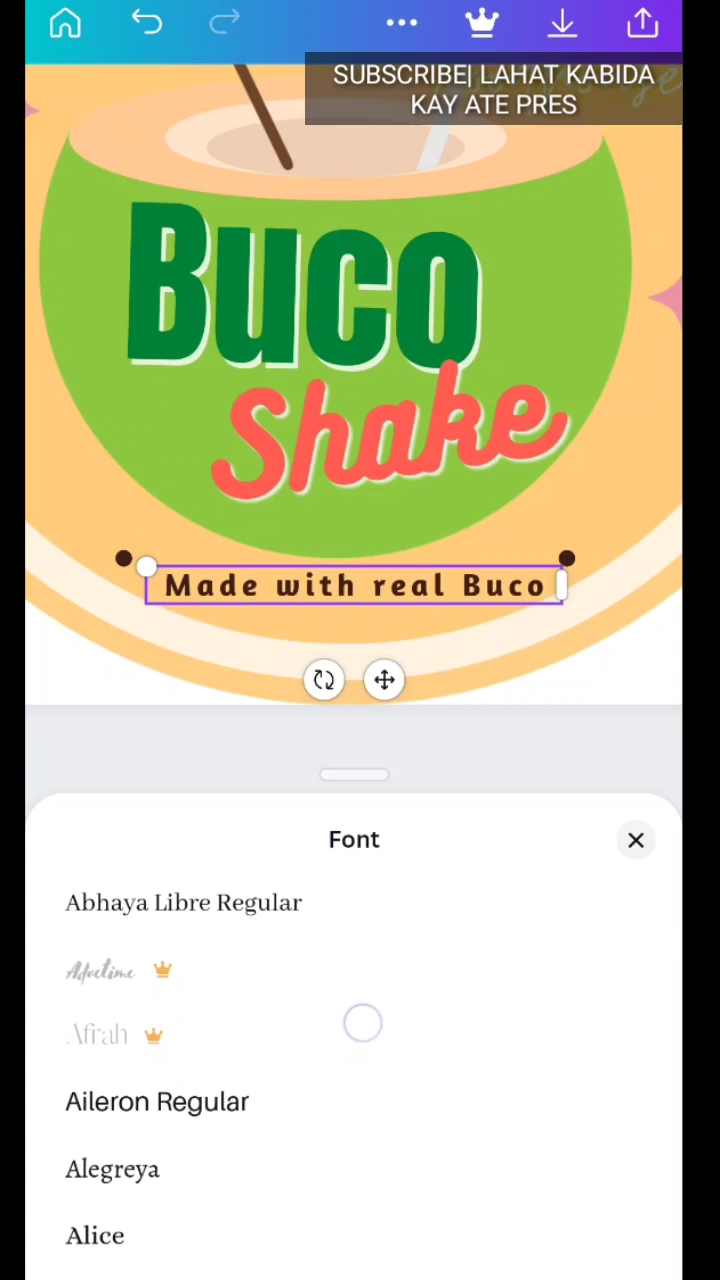 SUBSCRIBE| LAHAT KABIDA
KAY ATE PRES
Buco
Shake
Made with real Buco
Font
Abhaya Libre Regular
Advetime
Afrah
Aileron Regular
Alegreya
Alice